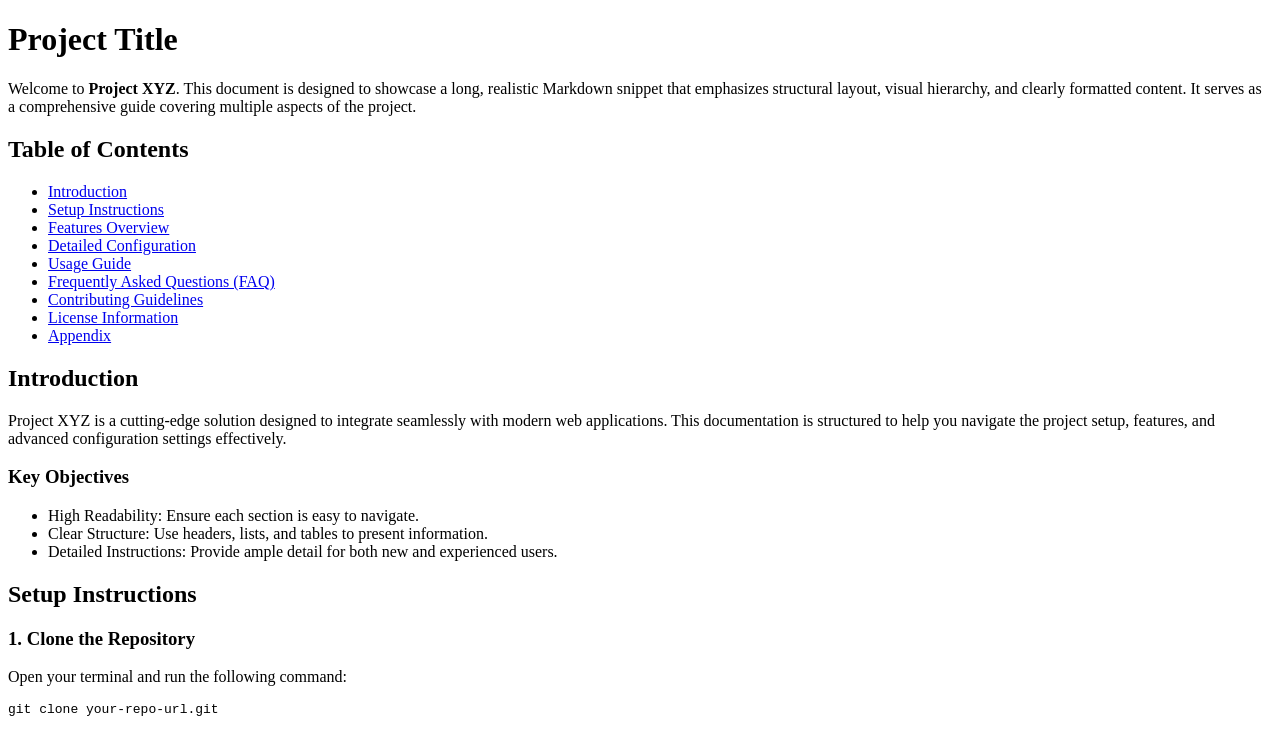 Project Title
Welcome to Project XYZ. This document is designed to showcase a long, realistic Markdown snippet that emphasizes structural layout, visual hierarchy, and clearly formatted content. It serves as
a comprehensive guide covering multiple aspects of the project.
Table of Contents
• Introduction
• Setup Instructions
• Features Overview
• Detailed Configuration
• Usage Guide
• Frequently Asked Questions (FAQ)
• Contributing Guidelines
• License Information
• Appendix
Introduction
Project XYZ is a cutting-edge solution designed to integrate seamlessly with modern web applications. This documentation is structured to help you navigate the project setup, features, and
advanced configuration settings effectively.
Key Objectives
• High Readability: Ensure each section is easy to navigate.
• Clear Structure: Use headers, lists, and tables to present information.
• Detailed Instructions: Provide ample detail for both new and experienced users.
Setup Instructions
1. Clone the Repository
Open your terminal and run the following command:
git clone your-repo-url.git